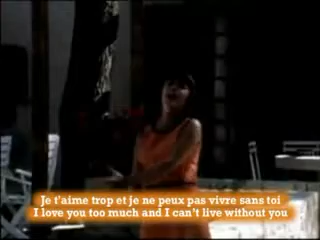 Je t'aime trop et je ne peux pas vivre sans toi
I love you too much and I can't live without you